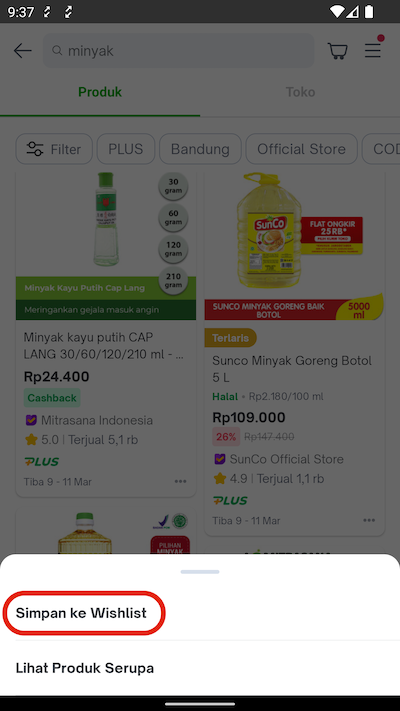 9:37
minyak
Produk
Toko
Filter
PLUS
Bandung
Official Store
COD
30 gram
60 gram
120 gram
210 gram
Minyak Kayu Putih Cap Lang
Meringankan gejala masuk angin
Minyak kayu putih CAP
LANG 30/60/120/210 ml - ...
Rp24.400
Cashback
Mitrasana Indonesia
5.0 | Terjual 5,1 rb
PLUS
Tiba 9 - 11 Mar
SunCo
FLAT ONGKIR
2.5 RB*
SUNCO MINYAK GORENG BAIK
BOTOL
5000
ml
Terlaris
Sunco Minyak Goreng Botol
5 L
Halal • Rp2.180/100 ml
Rp109.000
26% Rp147.400
SunCo Official Store
4.9 | Terjual 1,1 rb
PLUS
Tiba 9 - 11 Mar
PILIHAN
MINYAK
Simpan ke Wishlist
Lihat Produk Serupa